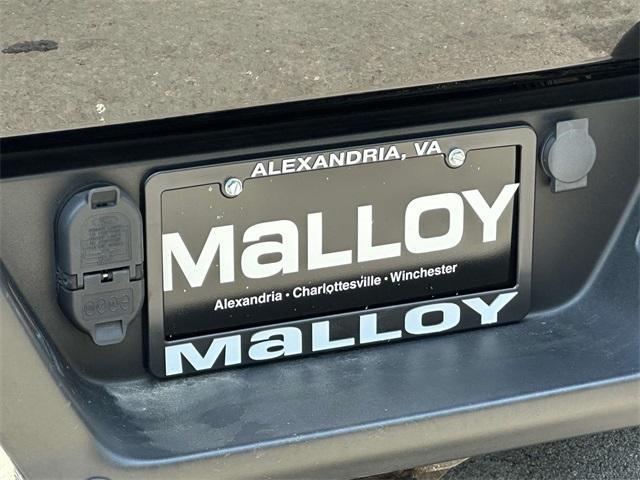 ALEXANDRIA, VA
MaLLOY
Alexandria • Charlottesville • Winchester
MaLLOY